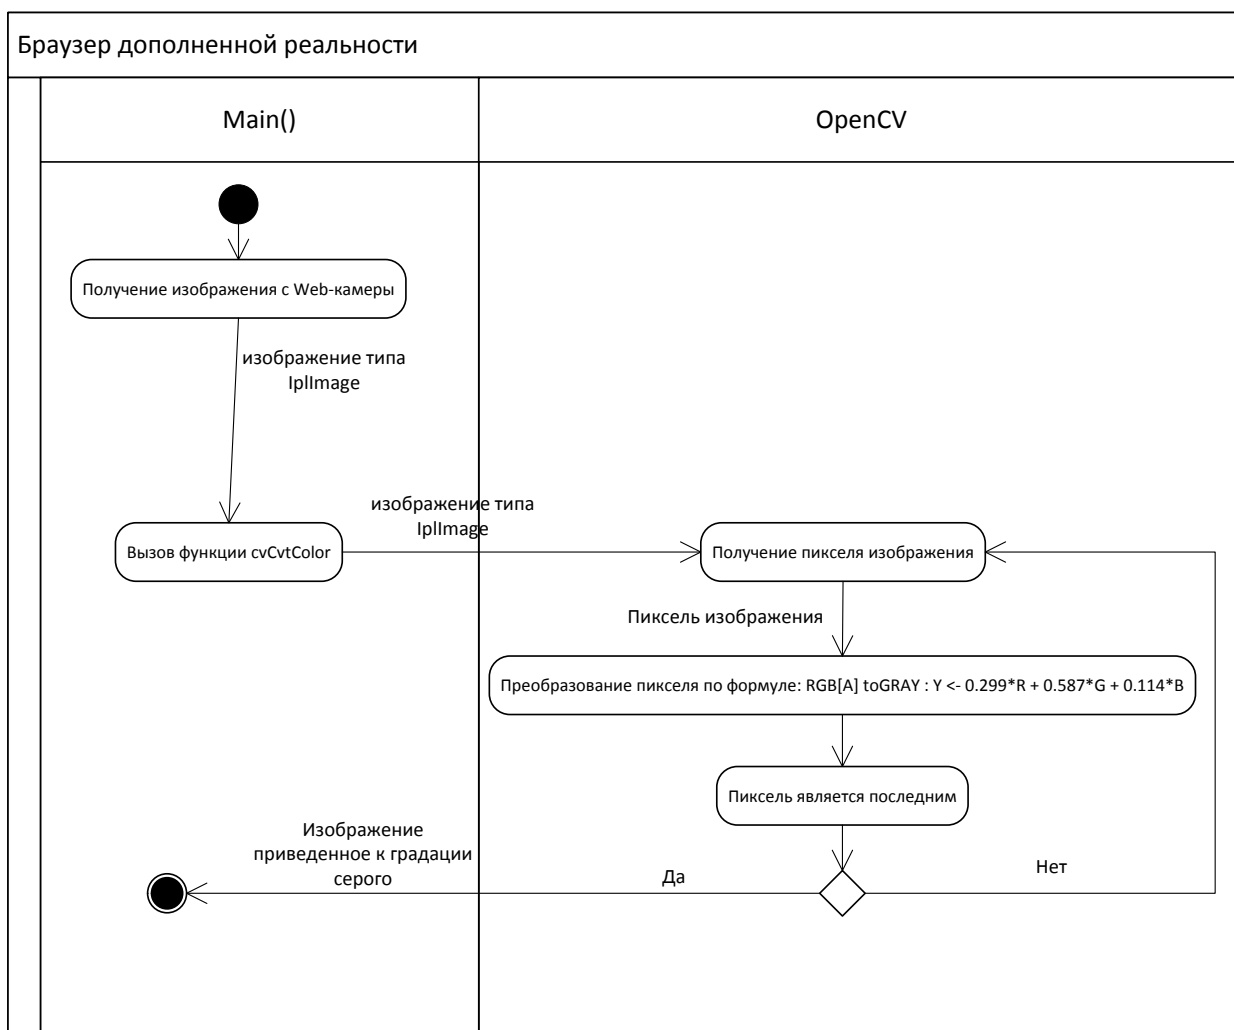 Браузер дополненной реальности
Main()
OpenCV
Получение изображения с Web-камеры
изображение типа
IplImage
Вызов функции cvCvtColor
изображение типа
IplImage
Получение пикселя изображения
Пиксель изображения
Преобразование пикселя по формуле: RGB[A] toGRAY : Y <- 0.299*R + 0.587*G + 0.114*B
Пиксель является последним
Изображение
приведенное к градации
серого
Да
Нет